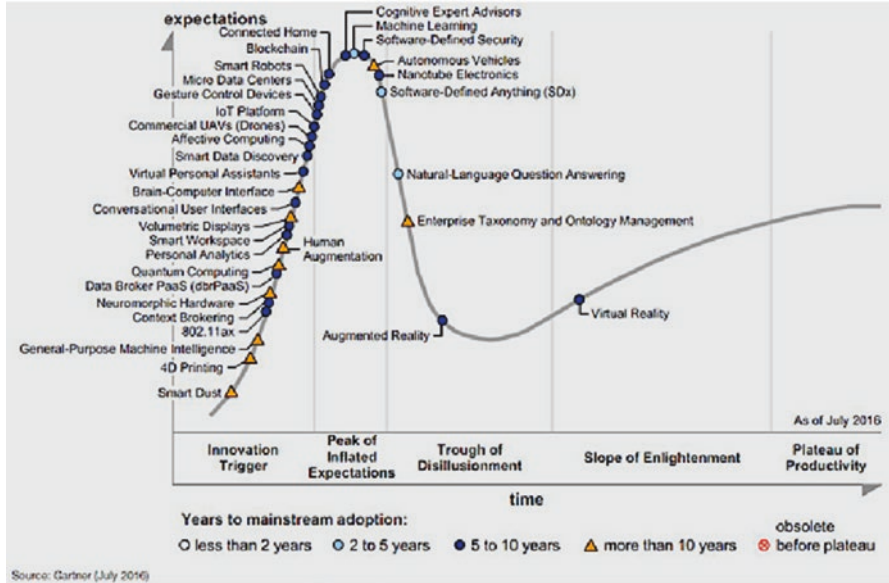 expectations
Cognitive Expert Advisors
Connected Home
Machine Learning
Software-Defined Security
Blockchain
Autonomous Vehicles
Smart Robots
Nanotube Electronics
Micro Data Centers
Gesture Control Devices
Software-Defined Anything (SDx)
IoT Platform
Commercial UAVs (Drones)
Affective Computing
Smart Data Discovery
Virtual Personal Assistants
Natural-Language Question Answering
Brain-Computer Interface
Conversational User Interfaces
Volumetric Displays
Enterprise Taxonomy and Ontology Management
Smart Workspace
Human
Augmentation
Personal Analytics
Quantum Computing
Data Broker PaaS (dbrPaaS)
Neuromorphic Hardware
Context Brokering
802.11ax
Augmented Reality
Virtual Reality
General-Purpose Machine Intelligence
4D Printing
Smart Dust
As of July 2016
Innovation
Trigger
Peak of
Inflated
Expectations
Trough of
Disillusionment
Slope of Enlightenment
Plateau of
Productivity
time
Years to mainstream adoption:
less than 2 years
2 to 5 years
5 to 10 years
more than 10 years
obsolete
before plateau
Source: Gartner (July 2016)